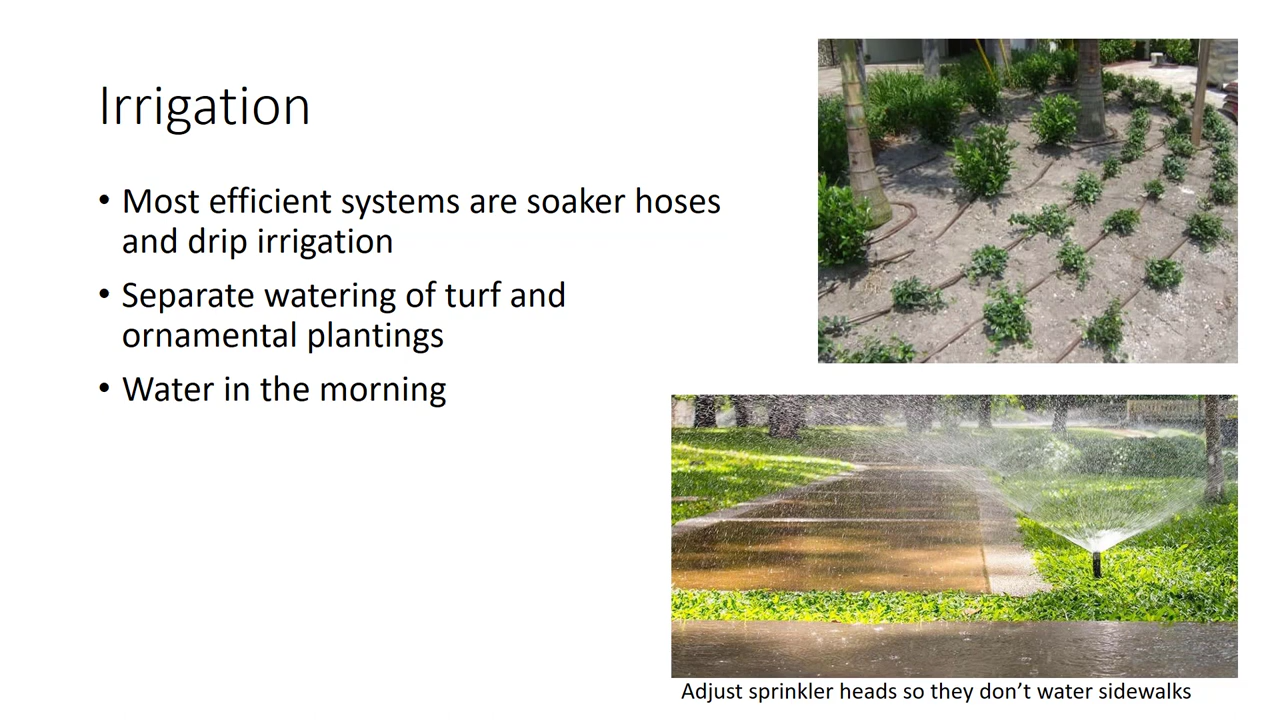 Irrigation
• Most efficient systems are soaker hoses
and drip irrigation
• Separate watering of turf and
ornamental plantings
• Water in the morning
Adjust sprinkler heads so they don’t water sidewalks